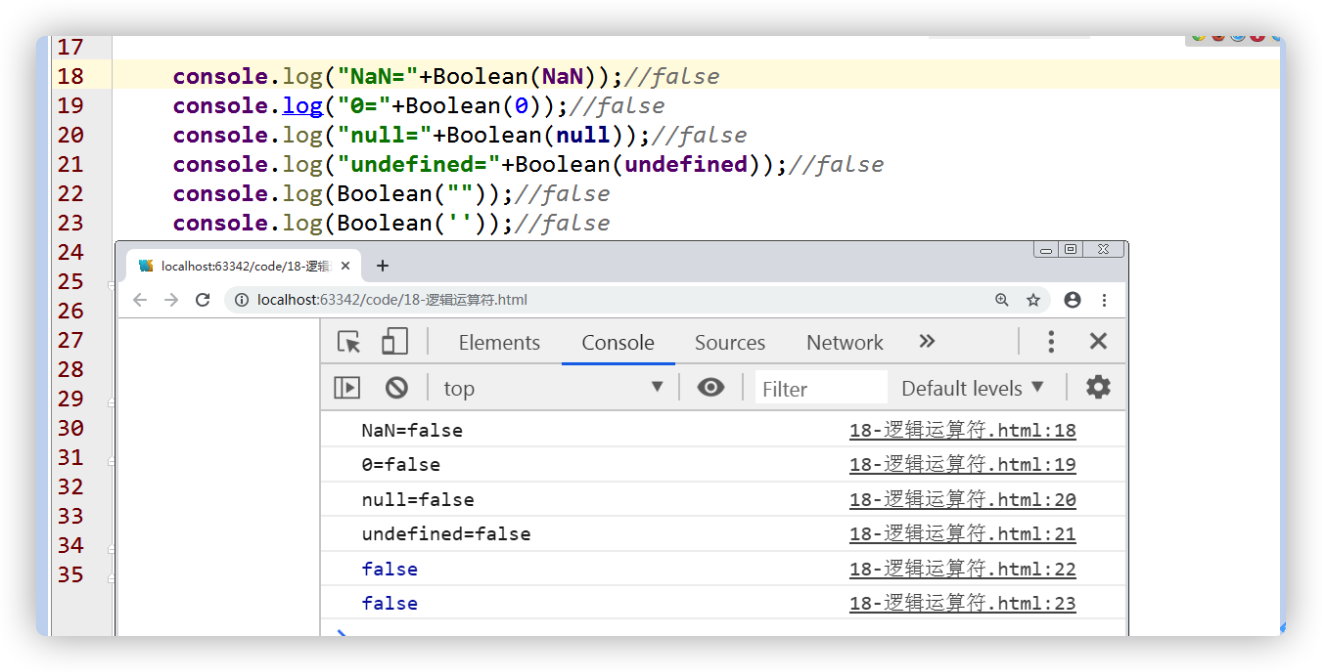 17
18 console.log("NaN="+Boolean(NaN));//false
19 console.log("0="+Boolean(0));//false
20 console.log("null="+Boolean(null));//false
21 console.log("undefined="+Boolean(undefined));//false
22 console.log(Boolean(""));//false
23 console.log(Boolean(''));//false
24
25
26
27
28
29
30
31
32
33
34
35
localhost:63342/code/18-逻辑
localhost:63342/code/18-逻辑运算符.html
Elements Console Sources Network
top Filter Default levels
NaN=false 18-逻辑运算符.html:18
0=false 18-逻辑运算符.html:19
null=false 18-逻辑运算符.html:20
undefined=false 18-逻辑运算符.html:21
false 18-逻辑运算符.html:22
false 18-逻辑运算符.html:23